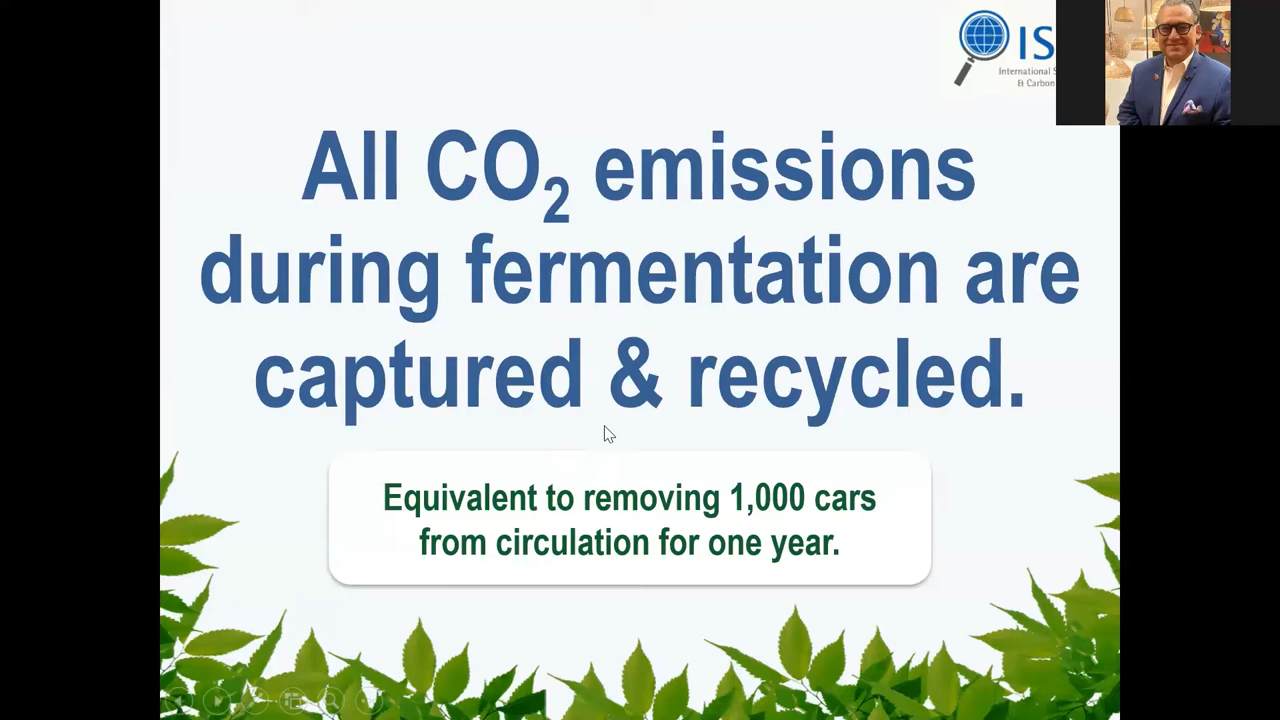 IS
International S
& Carbon
All CO₂ emissions
during fermentation are
captured & recycled.
Equivalent to removing 1,000 cars
from circulation for one year.